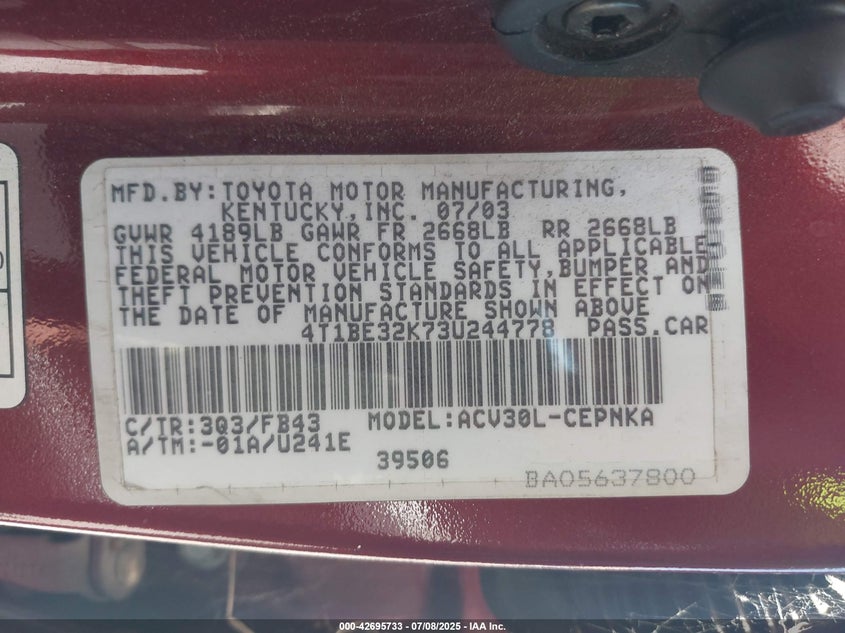 MFD.BY:TOYOTA MOTOR MANUFACTURING,
KENTUCKY,INC. 07/03
GVWR 4189LB GAWR FR 2668LB RR 2668LB
THIS VEHICLE CONFORMS TO ALL APPLICABLE
FEDERAL MOTOR VEHICLE SAFETY,BUMPER AND
THEFT PREVENTION STANDARDS IN EFFECT ON
THE DATE OF MANUFACTURE SHOWN ABOVE
4T1BE32K73U244778 PASS.CAR
C/TR:3Q3/FB43 MODEL:ACV30L-CEPNKA
A/TM:-01A/U241E
39506
BA05637800
000-42695733 - 07/08/2025 - IAA Inc.